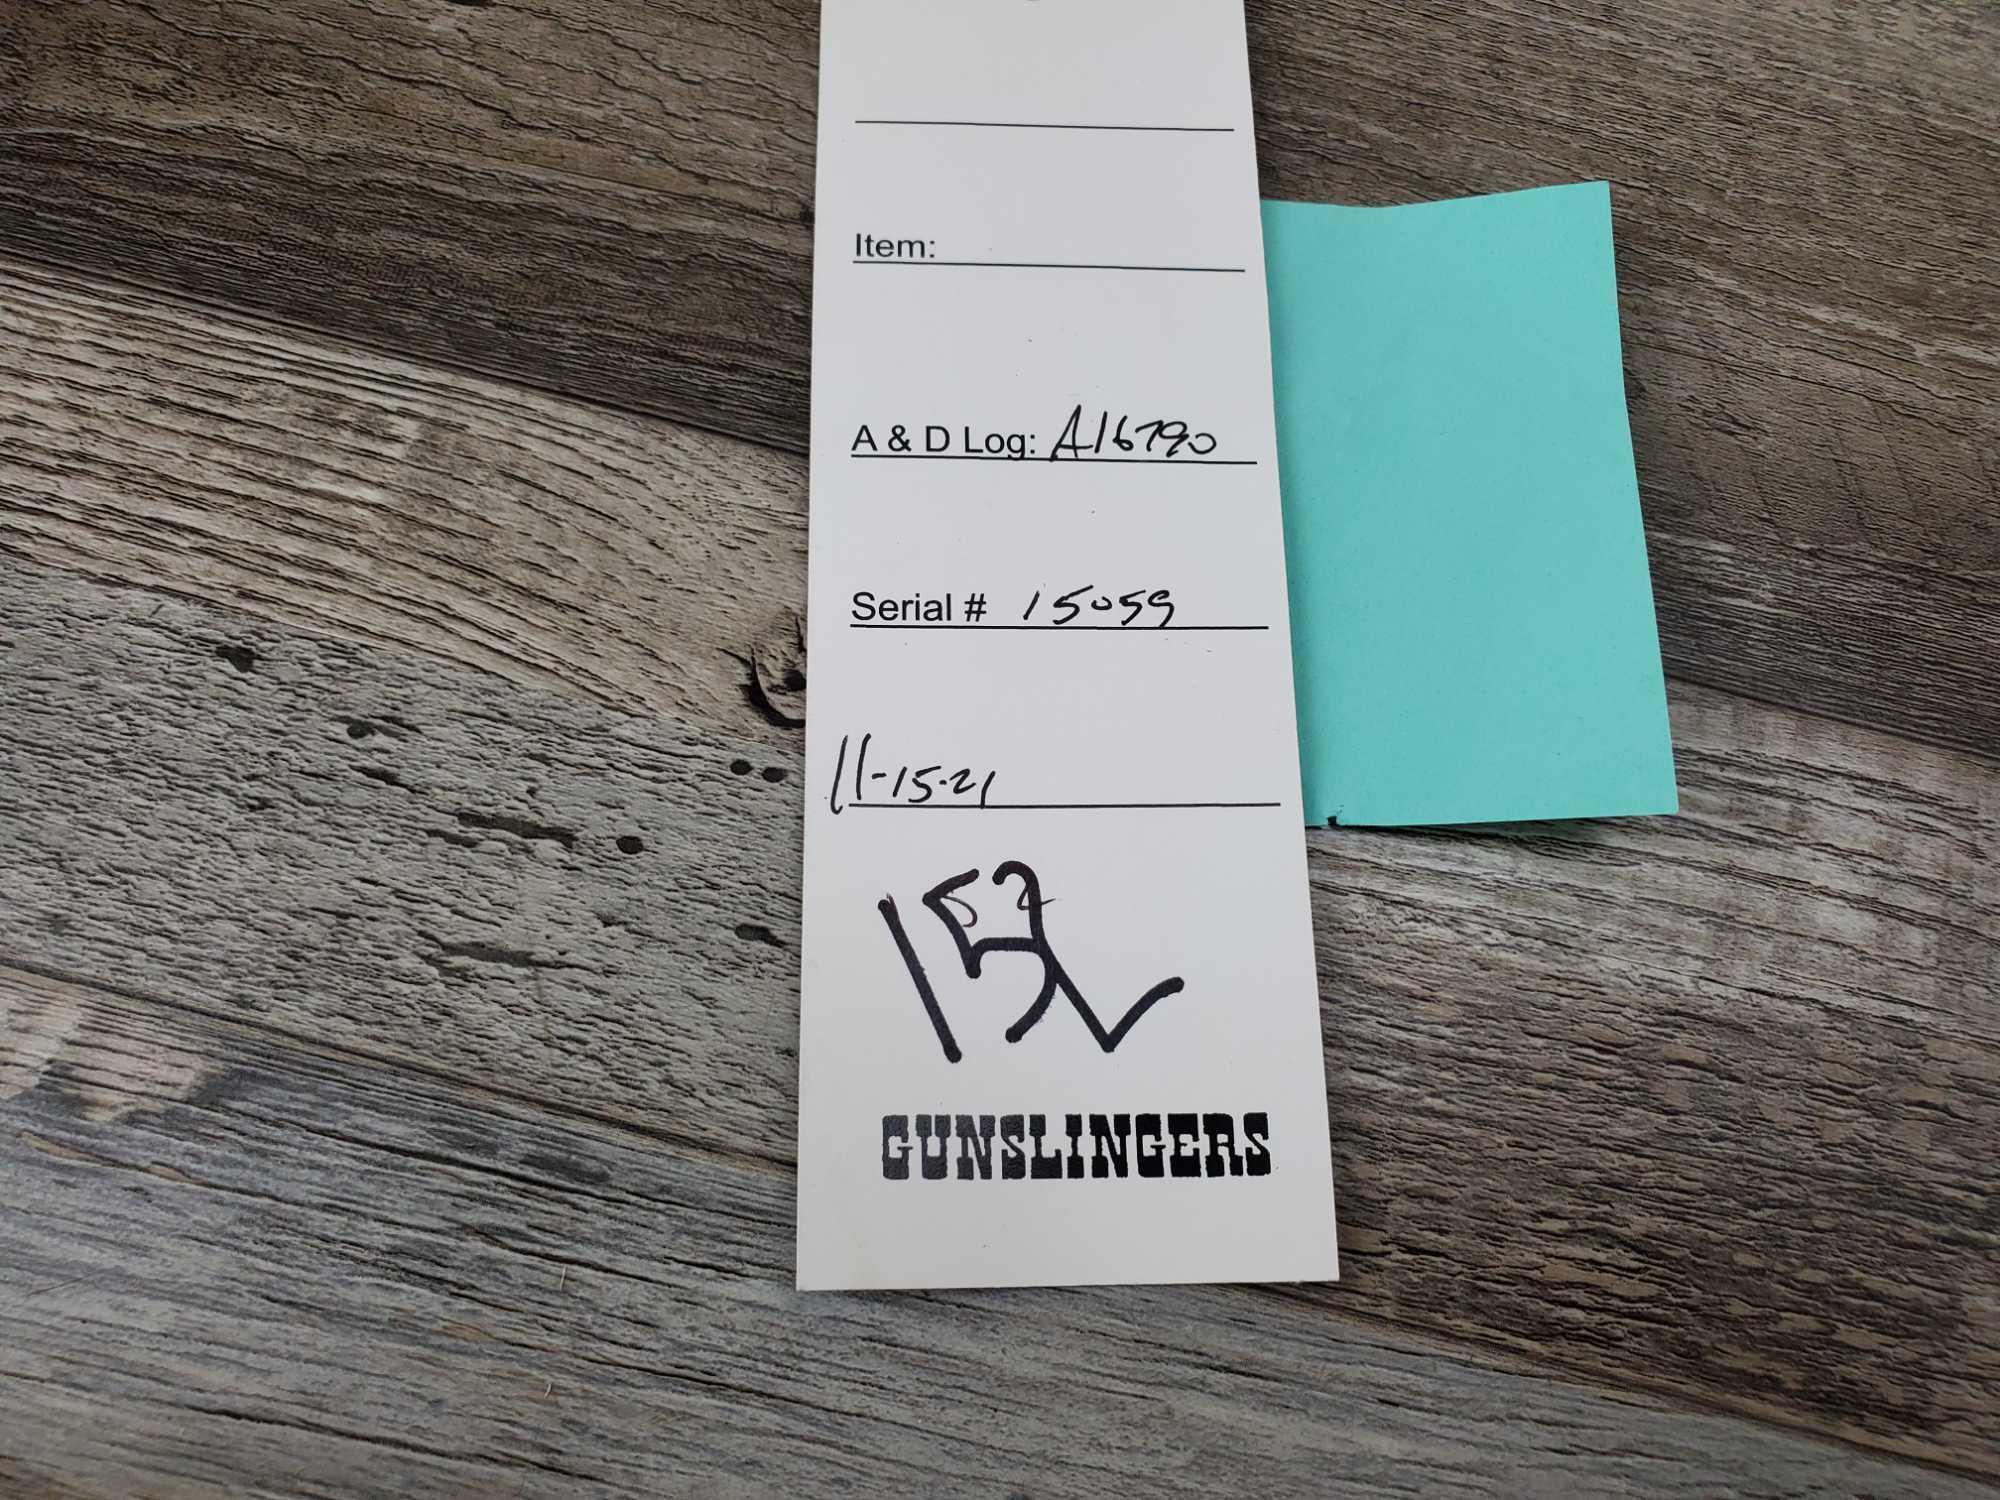 Item:
A & D Log: A16790
Serial # 15059
11-15-21
152
GUNSLINGERS